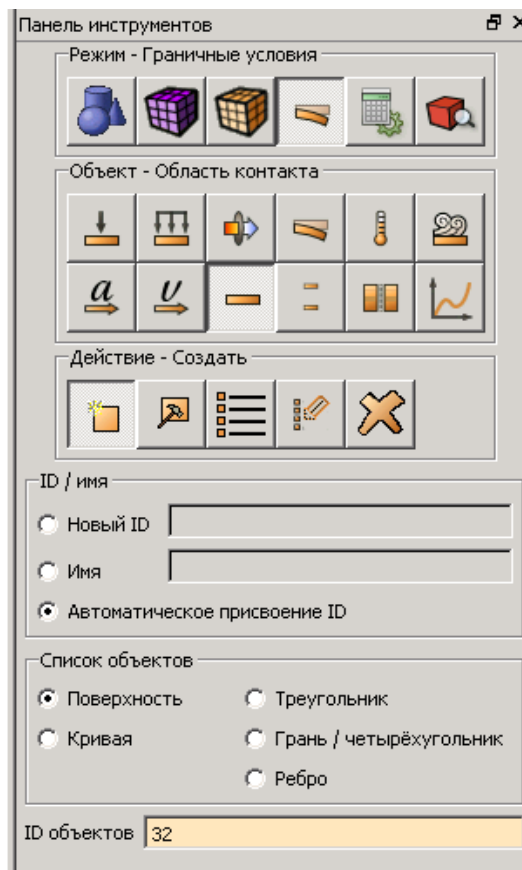 Панель инструментов
Режим - Граничные условия
Объект - Область контакта
a
υ
Действие - Создать
ID / имя
Новый ID
Имя
Автоматическое присвоение ID
Список объектов
Поверхность
Треугольник
Кривая
Грань / четырёхугольник
Ребро
ID объектов 32